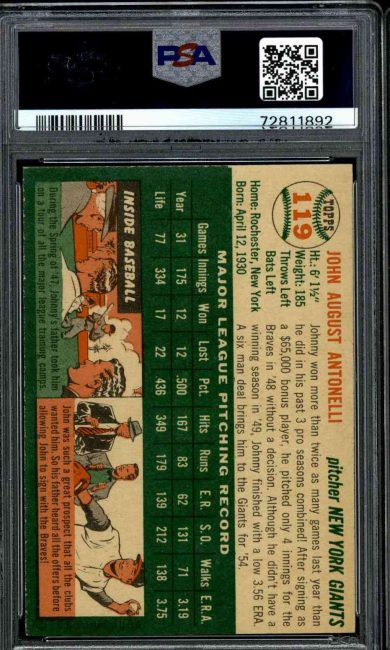 PSA
72811892
TOPPS
119
JOHN AUGUST ANTONELLI
pitcher NEW YORK GIANTS
Ht.: 6' 1½"
Weight: 185
Throws Left
Bats Left
Home: Rochester, New York
Born: April 12, 1930
Johnny won more than twice as many games last year than
he did in his past 3 pro seasons combined! After signing as
a $65,000 bonus player, he pitched only 4 innings for the
Braves in '48 without a decision. Although he didn't have a
winning season in '49, Johnny finished with a low 3.56 ERA.
A six man deal brings him to the Giants for '54.
MAJOR LEAGUE PITCHING RECORD
Games Innings Won Lost Pct. Hits Runs E.R. S.O. Walks E.R.A.
Year 31 175 12 12 .500 167 83 62 131 71 3.19
Life 77 334 17 22 .436 349 179 139 212 138 3.75
INSIDE BASEBALL
During the Spring of '47, Johnny's father took him
on a tour of all the major league training camps.
John was such a great prospect that all the clubs
wanted him. So his father heard all the offers before
allowing John to sign with the Braves!